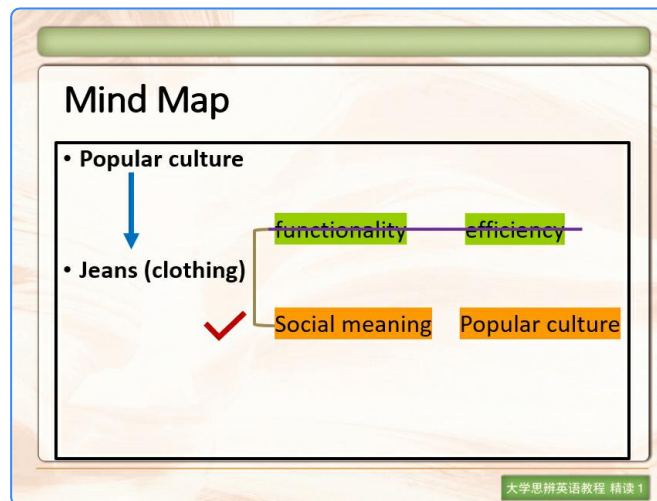 Mind Map
• Popular culture
functionality efficiency
• Jeans (clothing)
Social meaning Popular culture
大学思辨英语教程 精读 1